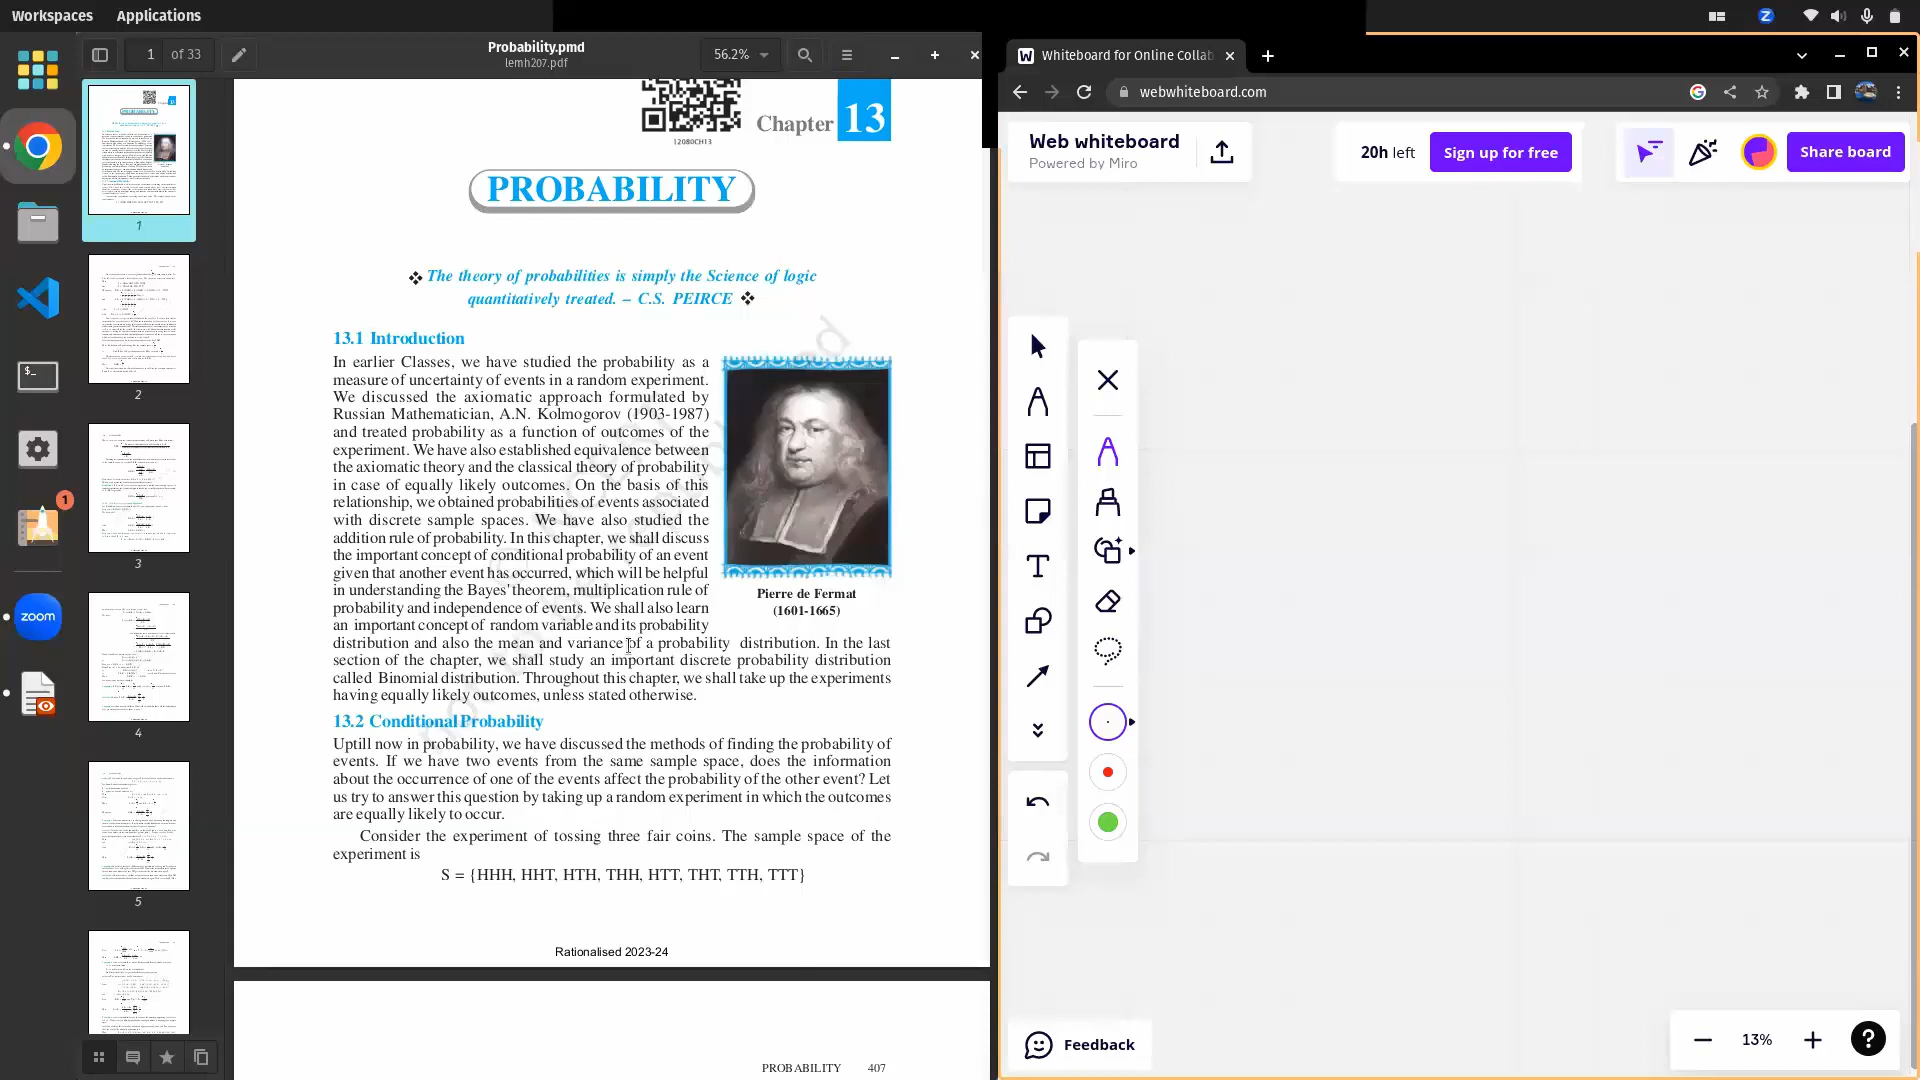 Workspaces Applications
1 of 33
Probability.pmd
lemh207.pdf
56.2%
1
2
3
4
5
12080CH13
Chapter 13
PROBABILITY
❖ The theory of probabilities is simply the Science of logic
quantitatively treated. – C.S. PEIRCE ❖
13.1 Introduction
In earlier Classes, we have studied the probability as a
measure of uncertainty of events in a random experiment.
We discussed the axiomatic approach formulated by
Russian Mathematician, A.N. Kolmogorov (1903-1987)
and treated probability as a function of outcomes of the
experiment. We have also established equivalence between
the axiomatic theory and the classical theory of probability
in case of equally likely outcomes. On the basis of this
relationship, we obtained probabilities of events associated
with discrete sample spaces. We have also studied the
addition rule of probability. In this chapter, we shall discuss
the important concept of conditional probability of an event
given that another event has occurred, which will be helpful
in understanding the Bayes' theorem, multiplication rule of
probability and independence of events. We shall also learn
an important concept of random variable and its probability
distribution and also the mean and variance of a probability distribution. In the last
section of the chapter, we shall study an important discrete probability distribution
called Binomial distribution. Throughout this chapter, we shall take up the experiments
having equally likely outcomes, unless stated otherwise.
Pierre de Fermat
(1601-1665)
13.2 Conditional Probability
Uptill now in probability, we have discussed the methods of finding the probability of
events. If we have two events from the same sample space, does the information
about the occurrence of one of the events affect the probability of the other event? Let
us try to answer this question by taking up a random experiment in which the outcomes
are equally likely to occur.
Consider the experiment of tossing three fair coins. The sample space of the
experiment is
S = {HHH, HHT, HTH, THH, HTT, THT, TTH, TTT}
Rationalised 2023-24
PROBABILITY 407
1
zoom
Whiteboard for Online Collab
webwhiteboard.com
Web whiteboard
Powered by Miro
20h left
Sign up for free
Share board
Feedback
13%